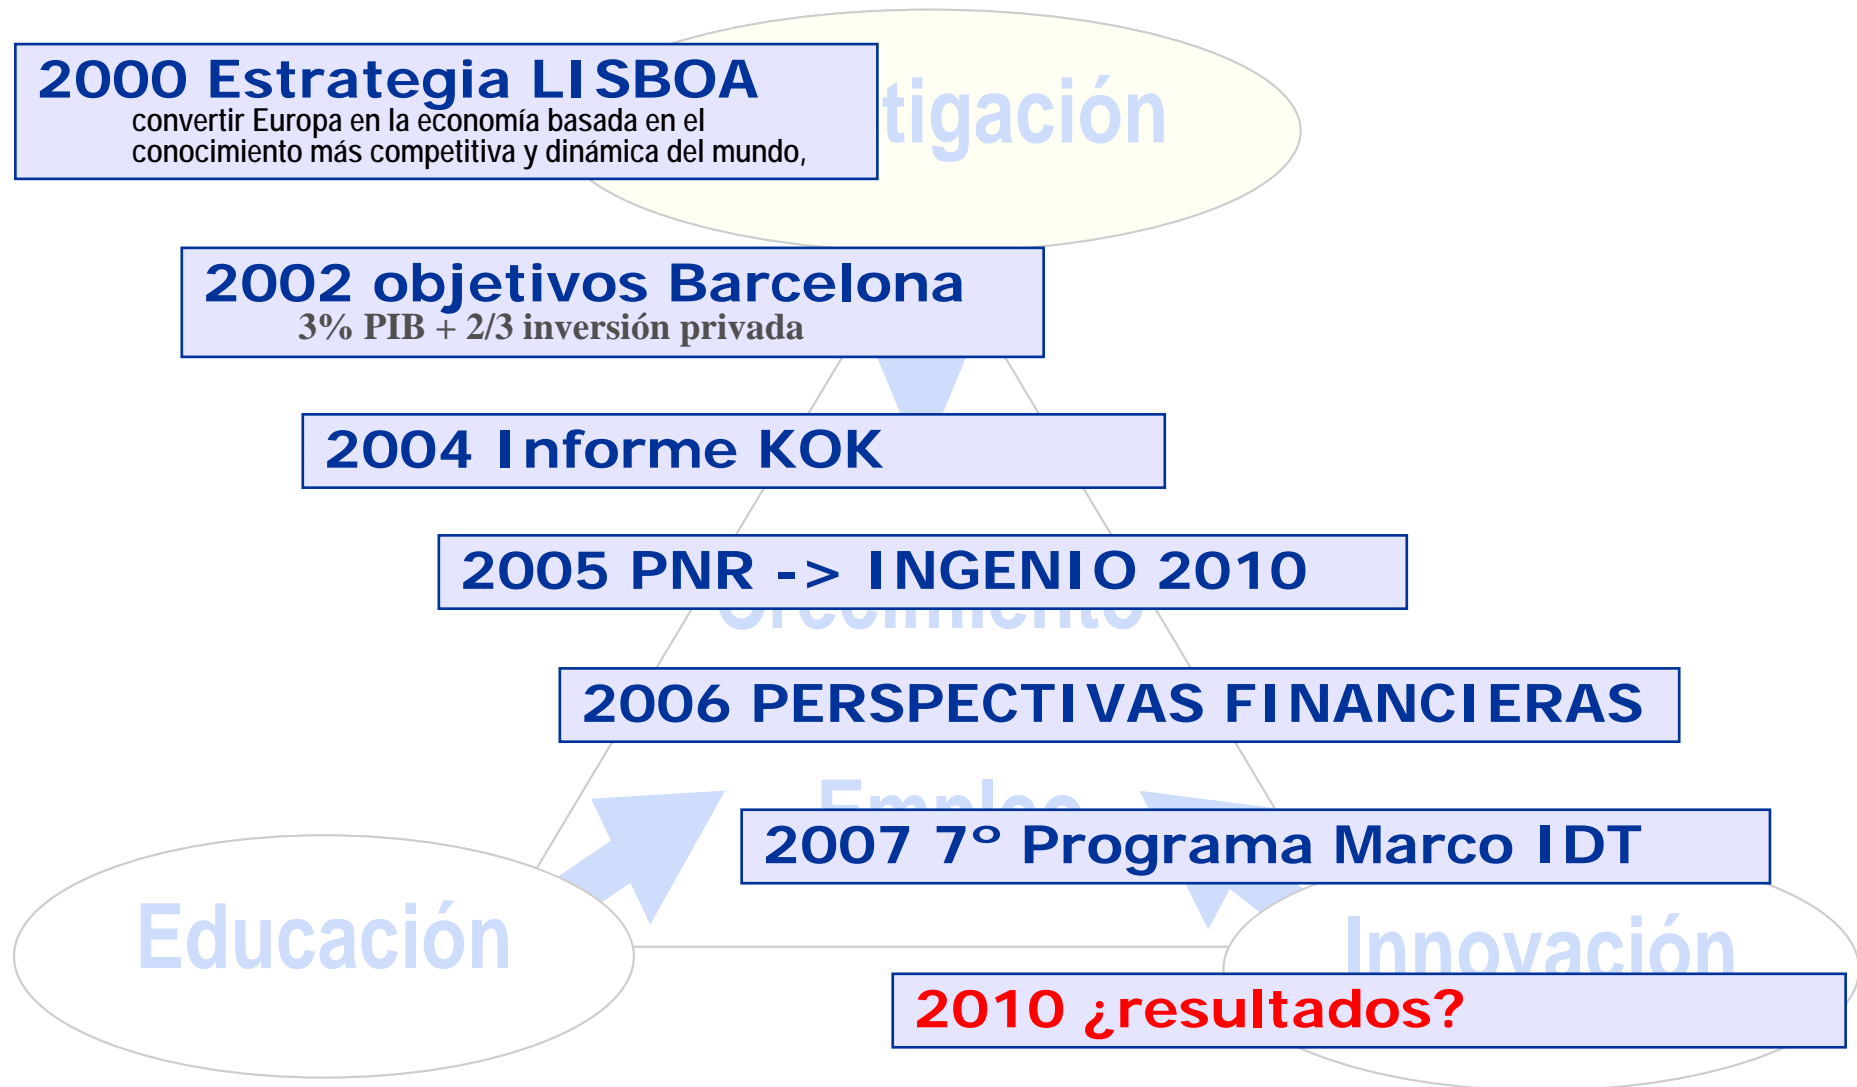 2000 Estrategia LISBOA
convertir Europa en la economía basada en el
conocimiento más competitiva y dinámica del mundo,
tigación
2002 objetivos Barcelona
3% PIB + 2/3 inversión privada
2004 Informe KOK
2005 PNR -> INGENIO 2010
Crecimiento
2006 PERSPECTIVAS FINANCIERAS
Empleo
2007 7º Programa Marco IDT
Educación
Innovación
2010 ¿resultados?